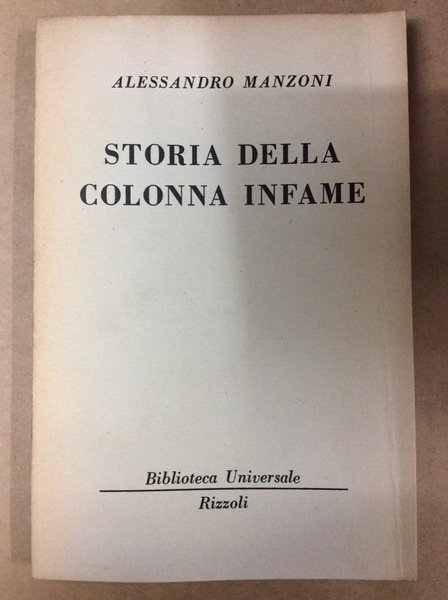 ALESSANDRO MANZONI
STORIA DELLA
COLONNA INFAME
Biblioteca Universale
Rizzoli